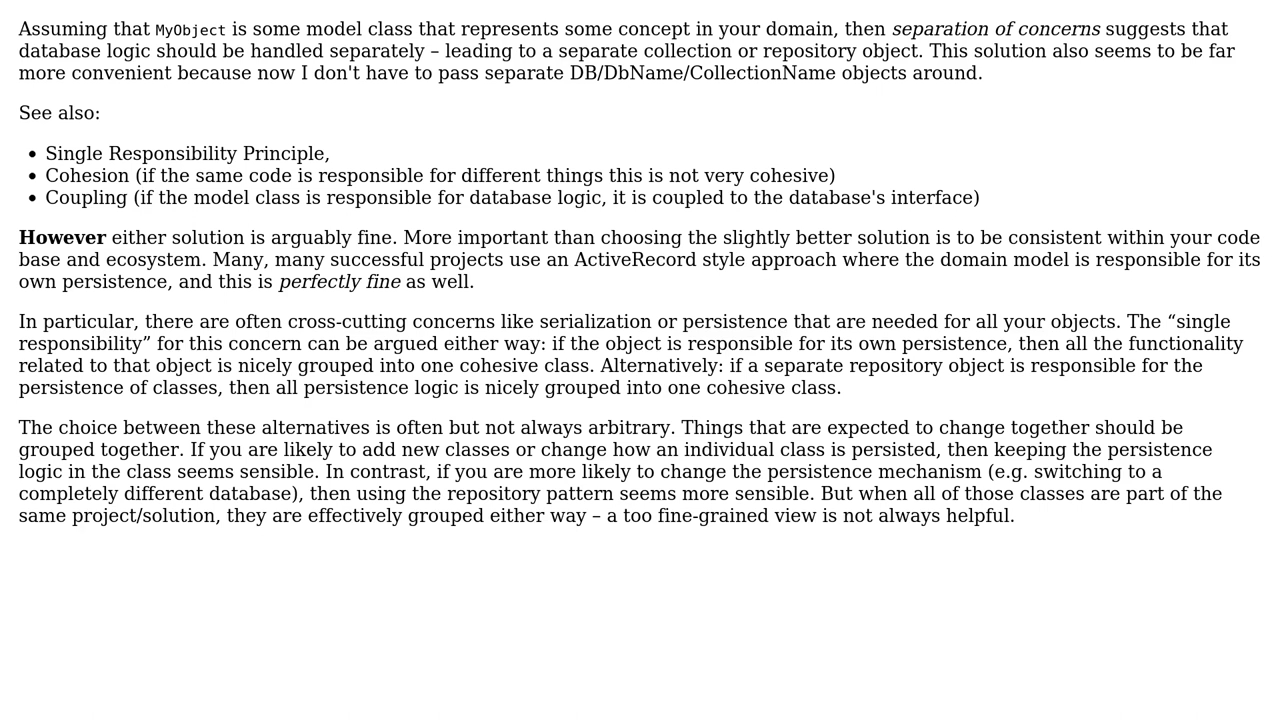 Assuming that MyObject is some model class that represents some concept in your domain, then separation of concerns suggests that
database logic should be handled separately – leading to a separate collection or repository object. This solution also seems to be far
more convenient because now I don't have to pass separate DB/DbName/CollectionName objects around.
See also:
• Single Responsibility Principle,
• Cohesion (if the same code is responsible for different things this is not very cohesive)
• Coupling (if the model class is responsible for database logic, it is coupled to the database's interface)
However either solution is arguably fine. More important than choosing the slightly better solution is to be consistent within your code
base and ecosystem. Many, many successful projects use an ActiveRecord style approach where the domain model is responsible for its
own persistence, and this is perfectly fine as well.
In particular, there are often cross-cutting concerns like serialization or persistence that are needed for all your objects. The “single
responsibility” for this concern can be argued either way: if the object is responsible for its own persistence, then all the functionality
related to that object is nicely grouped into one cohesive class. Alternatively: if a separate repository object is responsible for the
persistence of classes, then all persistence logic is nicely grouped into one cohesive class.
The choice between these alternatives is often but not always arbitrary. Things that are expected to change together should be
grouped together. If you are likely to add new classes or change how an individual class is persisted, then keeping the persistence
logic in the class seems sensible. In contrast, if you are more likely to change the persistence mechanism (e.g. switching to a
completely different database), then using the repository pattern seems more sensible. But when all of those classes are part of the
same project/solution, they are effectively grouped either way – a too fine-grained view is not always helpful.